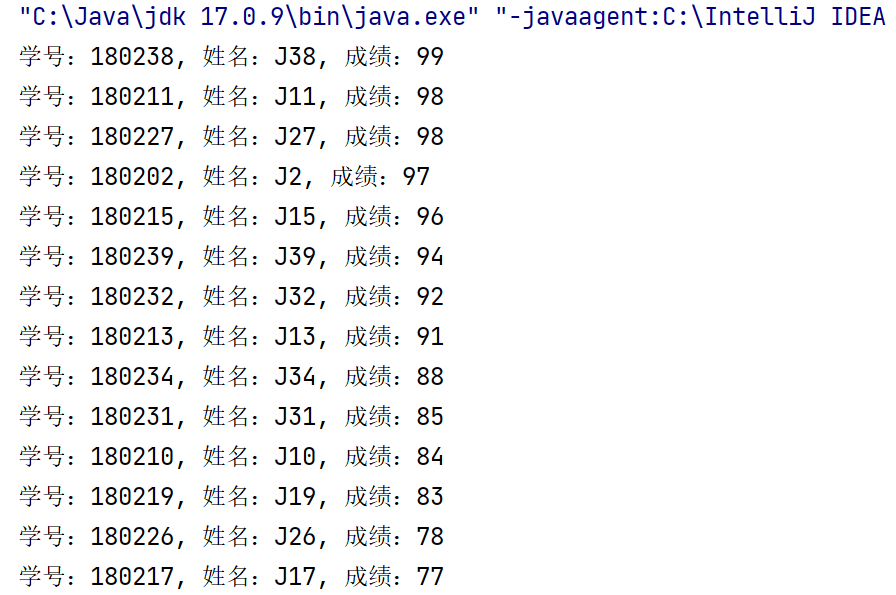 "C:\Java\jdk 17.0.9\bin\java.exe" "-javaagent:C:\IntelliJ IDEA
学号：180238, 姓名：J38, 成绩：99
学号：180211, 姓名：J11, 成绩：98
学号：180227, 姓名：J27, 成绩：98
学号：180202, 姓名：J2, 成绩：97
学号：180215, 姓名：J15, 成绩：96
学号：180239, 姓名：J39, 成绩：94
学号：180232, 姓名：J32, 成绩：92
学号：180213, 姓名：J13, 成绩：91
学号：180234, 姓名：J34, 成绩：88
学号：180231, 姓名：J31, 成绩：85
学号：180210, 姓名：J10, 成绩：84
学号：180219, 姓名：J19, 成绩：83
学号：180226, 姓名：J26, 成绩：78
学号：180217, 姓名：J17, 成绩：77